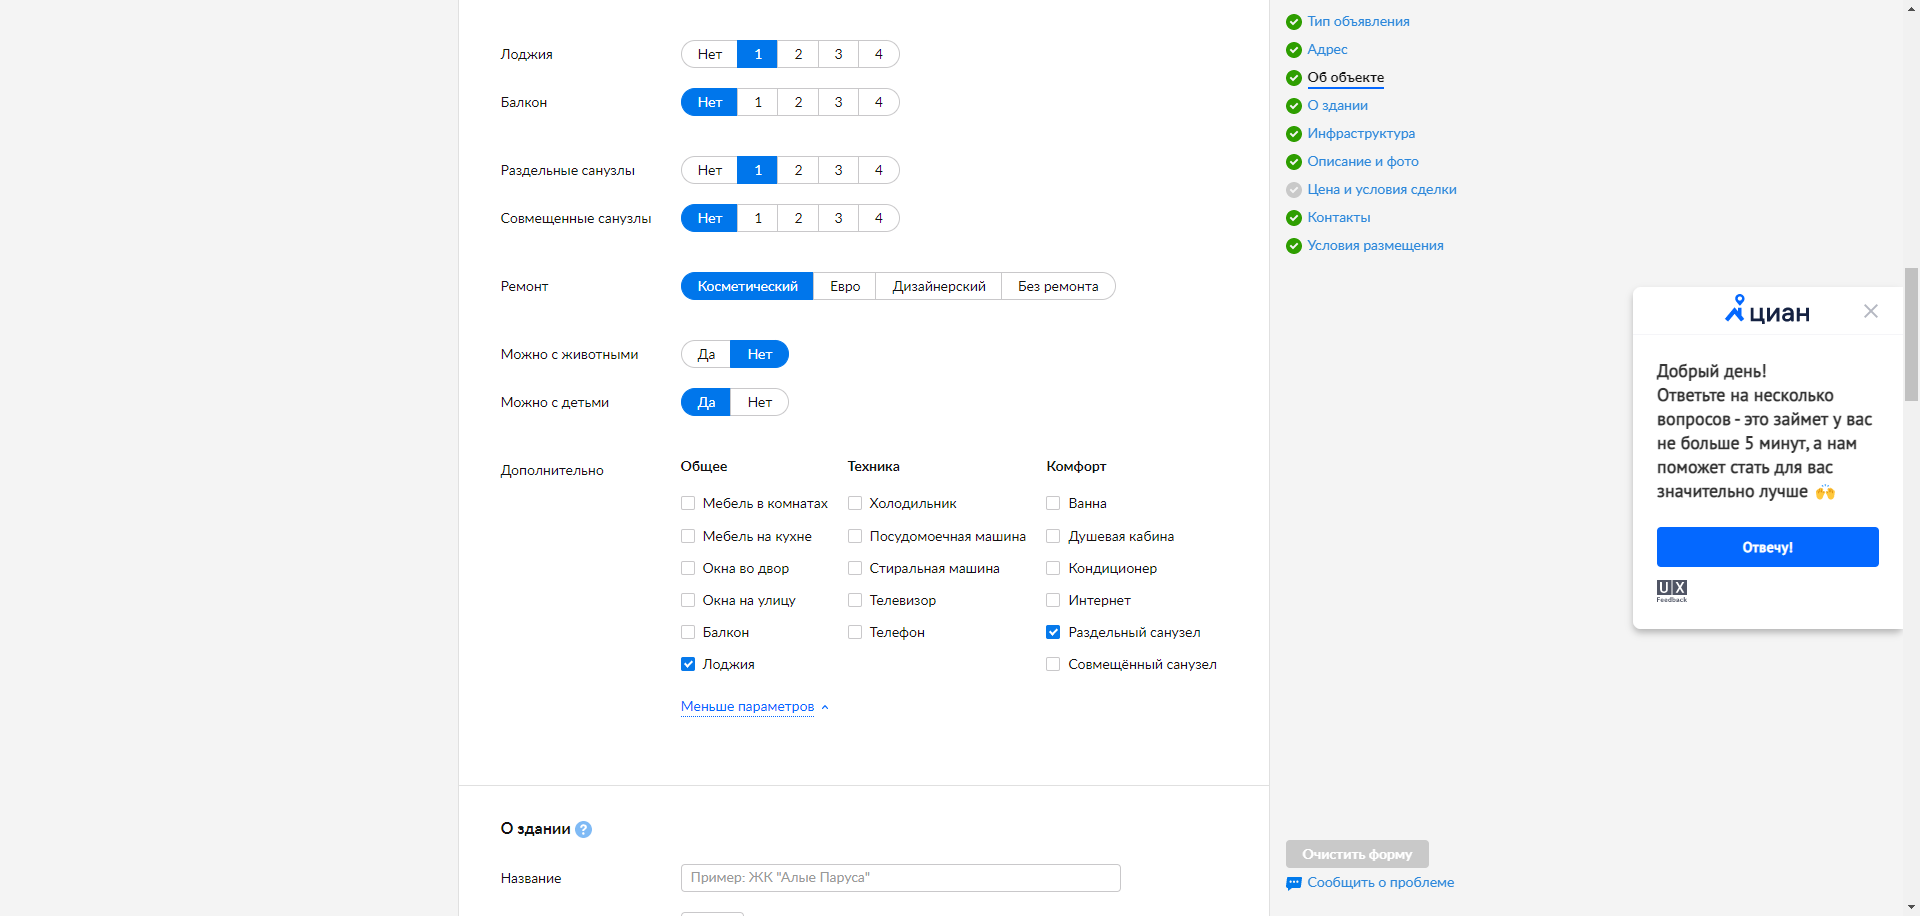 Лоджия
Нет 1 2 3 4
Балкон
Нет 1 2 3 4
Раздельные санузлы
Нет 1 2 3 4
Совмещенные санузлы
Нет 1 2 3 4
Ремонт
Косметический Евро Дизайнерский Без ремонта
Можно с животными
Да Нет
Можно с детьми
Да Нет
Дополнительно
Общее
Мебель в комнатах
Мебель на кухне
Окна во двор
Окна на улицу
Балкон
Лоджия
Техника
Холодильник
Посудомоечная машина
Стиральная машина
Телевизор
Телефон
Комфорт
Ванна
Душевая кабина
Кондиционер
Интернет
Раздельный санузел
Совмещённый санузел
Меньше параметров
О здании ?
Название
Пример: ЖК "Алые Паруса"
Тип объявления
Адрес
Об объекте
О здании
Инфраструктура
Описание и фото
Цена и условия сделки
Контакты
Условия размещения
Очистить форму
Сообщить о проблеме
циан
Добрый день!
Ответьте на несколько
вопросов - это займет у вас
не больше 5 минут, а нам
поможет стать для вас
значительно лучше 🙌
Отвечу!
UX
Feedback